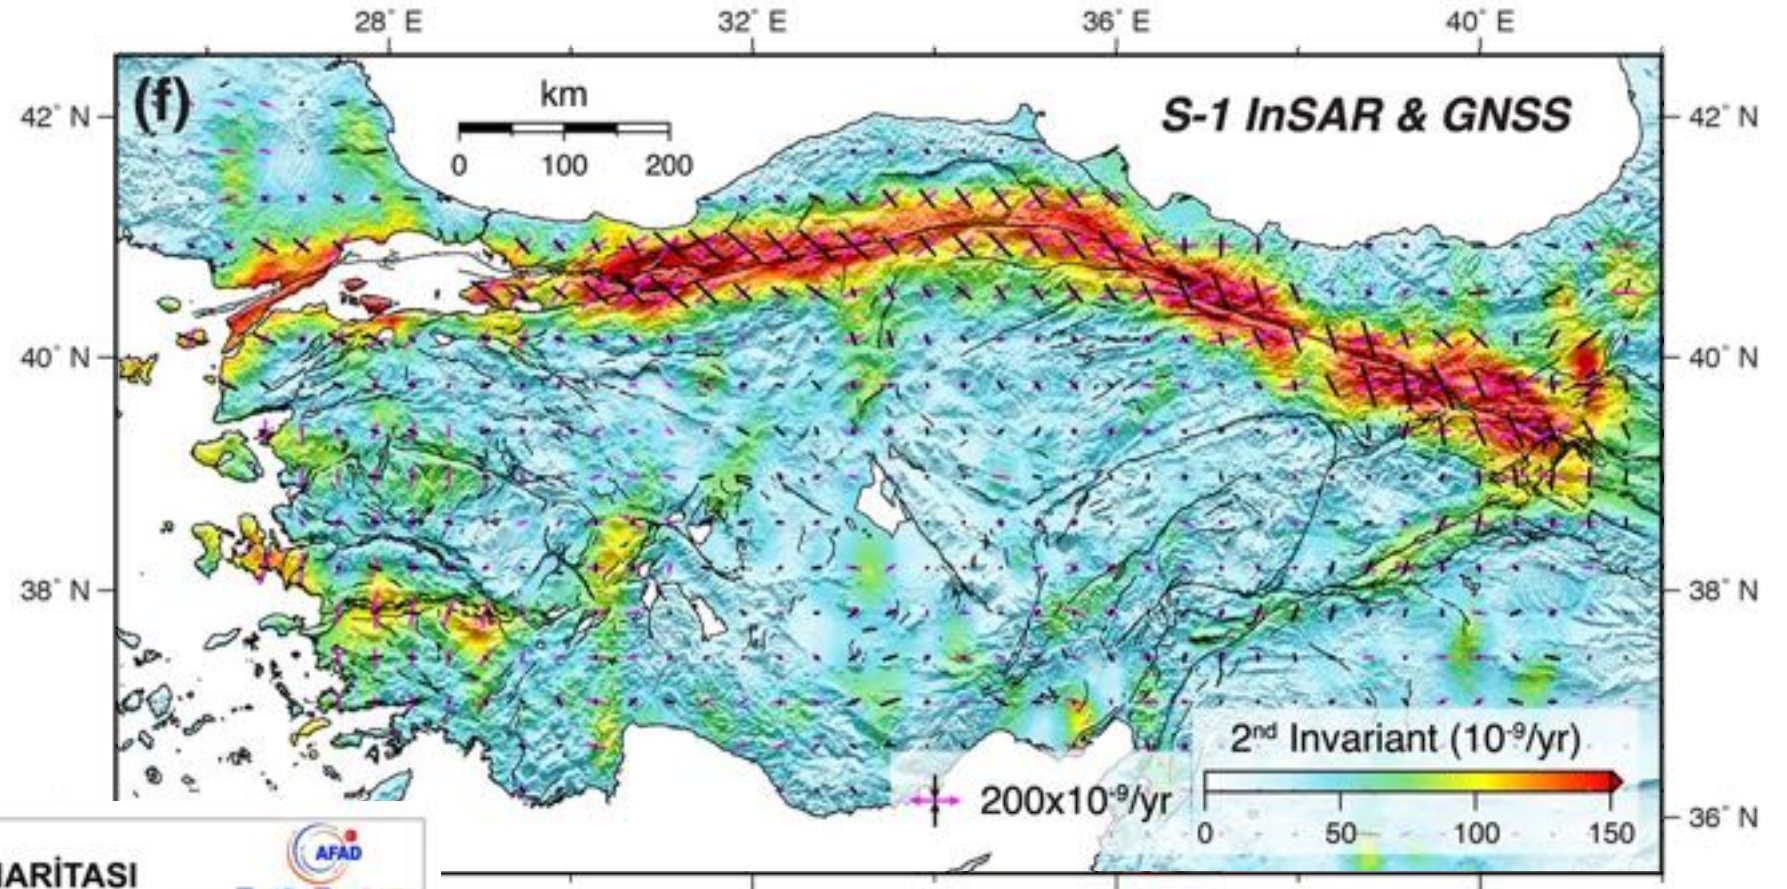 28° E 32° E 36° E 40° E
(f)
km
0 100 200
S-1 InSAR & GNSS
42° N 42° N
40° N 40° N
38° N 38° N
36° N
2nd Invariant (10-9/yr)
0 50 100 150
200x10-9/yr
HARİTASI
AFAD